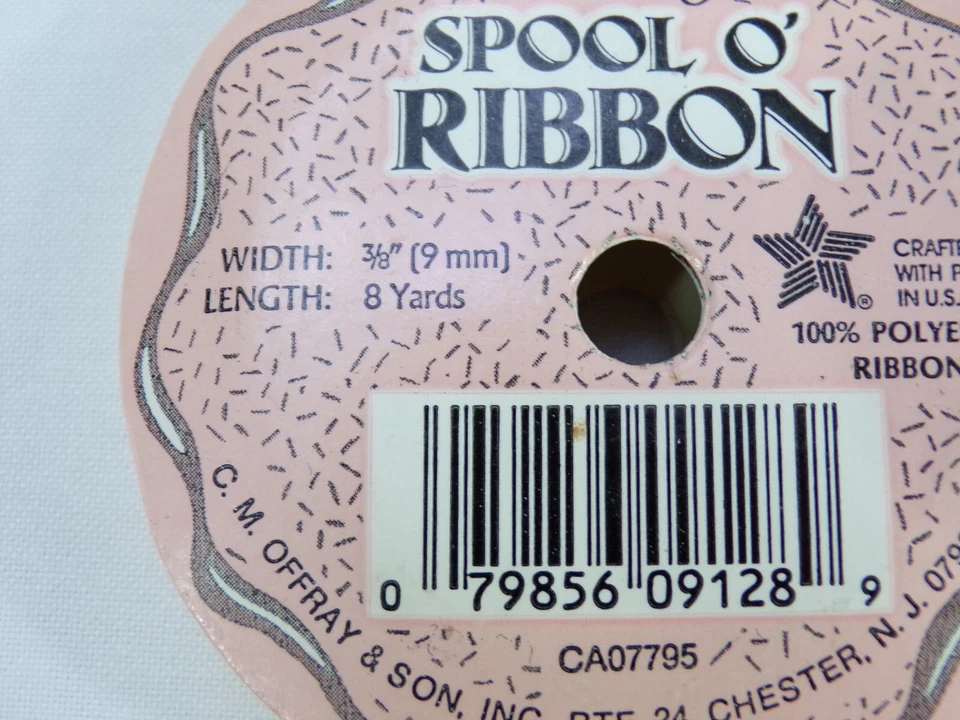 SPOOL O'
RIBBON
WIDTH: 3/8" (9 mm)
LENGTH: 8 Yards
CRAFTE
WITH P
IN U.S.
®
100% POLYE
RIBBON
0 79856 09128 9
CA07795
C. M. OFFRAY & SON, INC. RTE. 24, CHESTER, N. J. 079